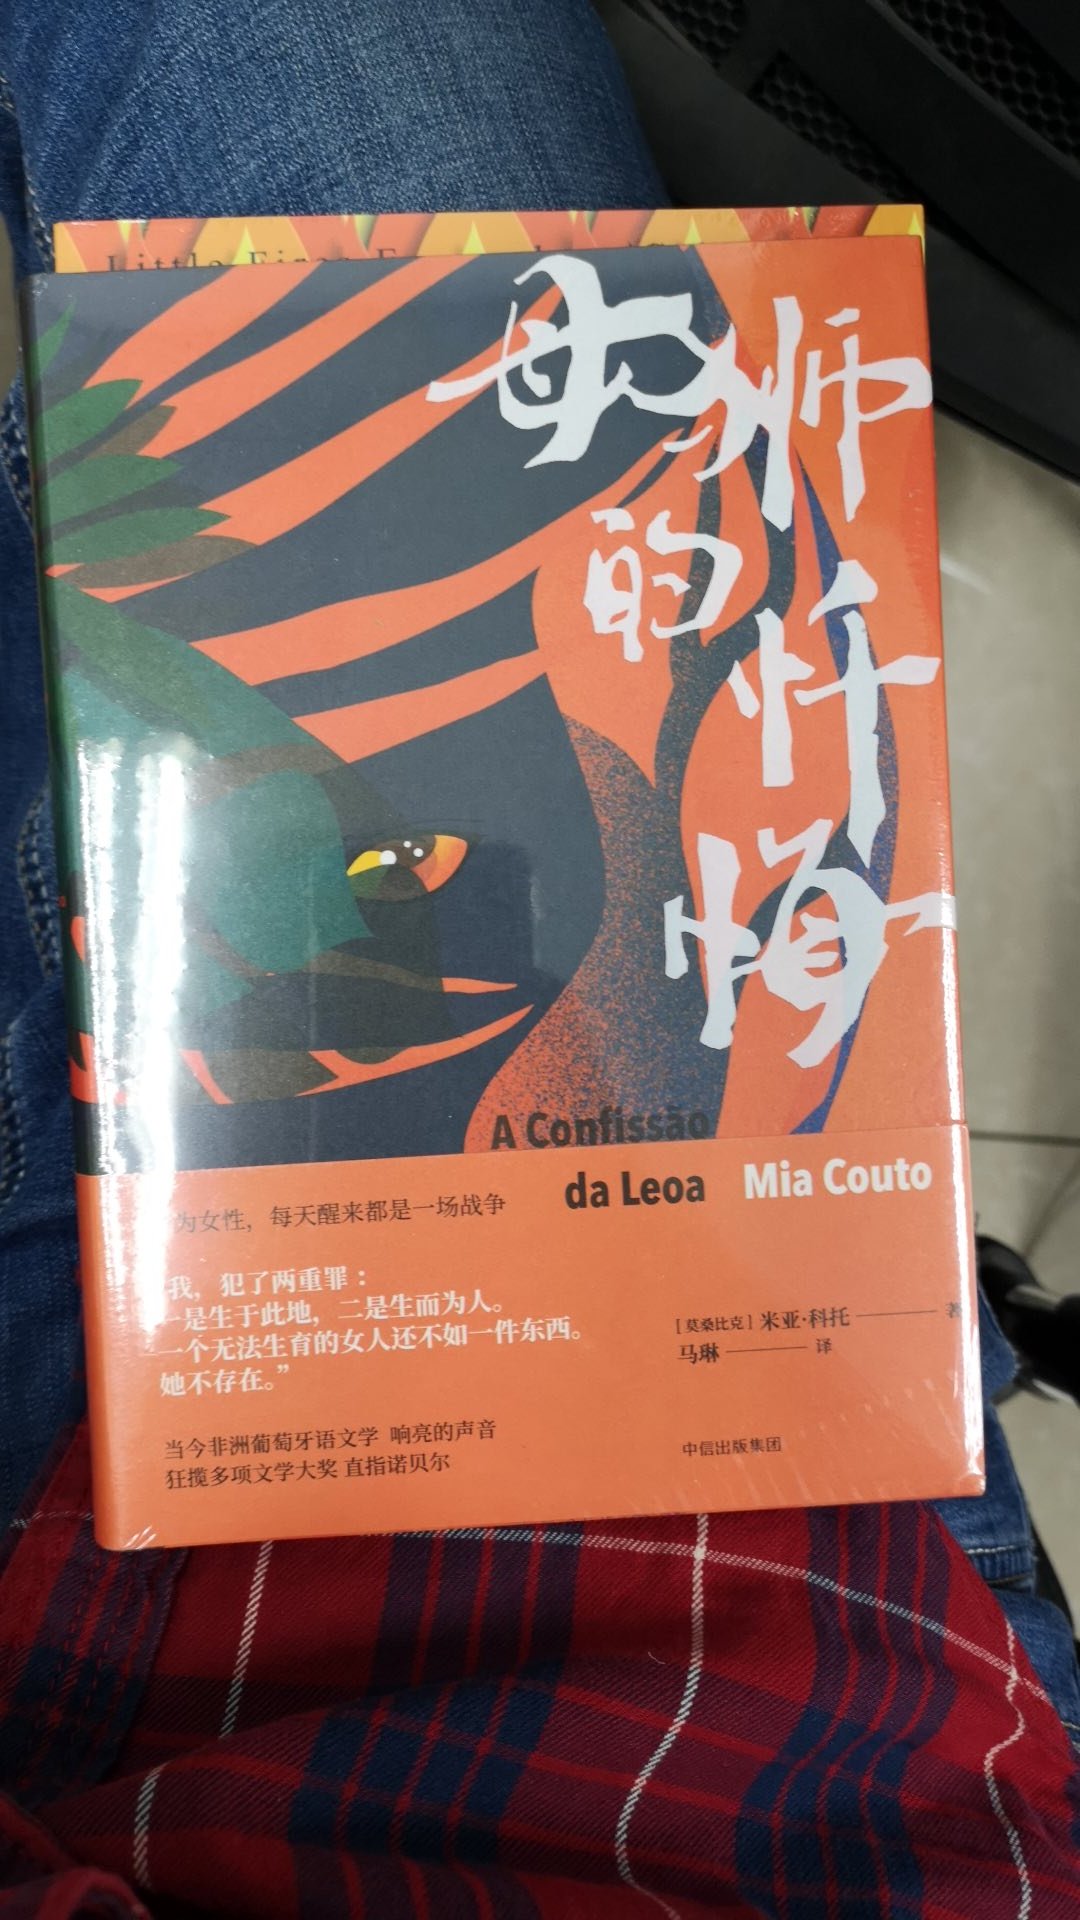 Little Fires E
母狮
的
忏
悔
A Confissão
da Leoa Mia Couto
为女性，每天醒来都是一场战争
我，犯了两重罪：
一是生于此地，二是生而为人。
一个无法生育的女人还不如一件东西。
她不存在。”
[莫桑比克] 米亚·科托 著
马琳 译
当今非洲葡萄牙语文学 响亮的声音
狂揽多项文学大奖 直指诺贝尔
中信出版集团